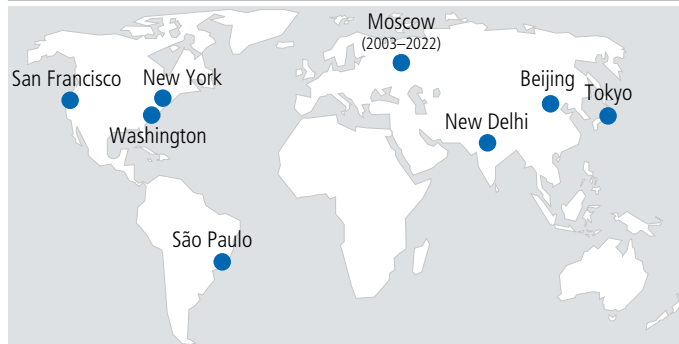 Moscow
(2003–2022)
San Francisco
New York
Beijing
Tokyo
New Delhi
Washington
São Paulo